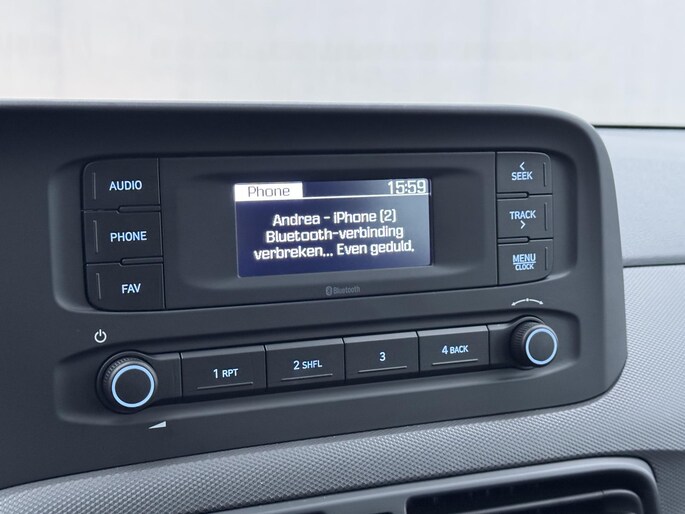 AUDIO
PHONE
FAV
Phone 15:59
Andrea - iPhone (2)
Bluetooth-verbinding
verbreken... Even geduld.
Bluetooth
< SEEK
TRACK >
MENU
CLOCK
1 RPT
2 SHFL
3
4 BACK